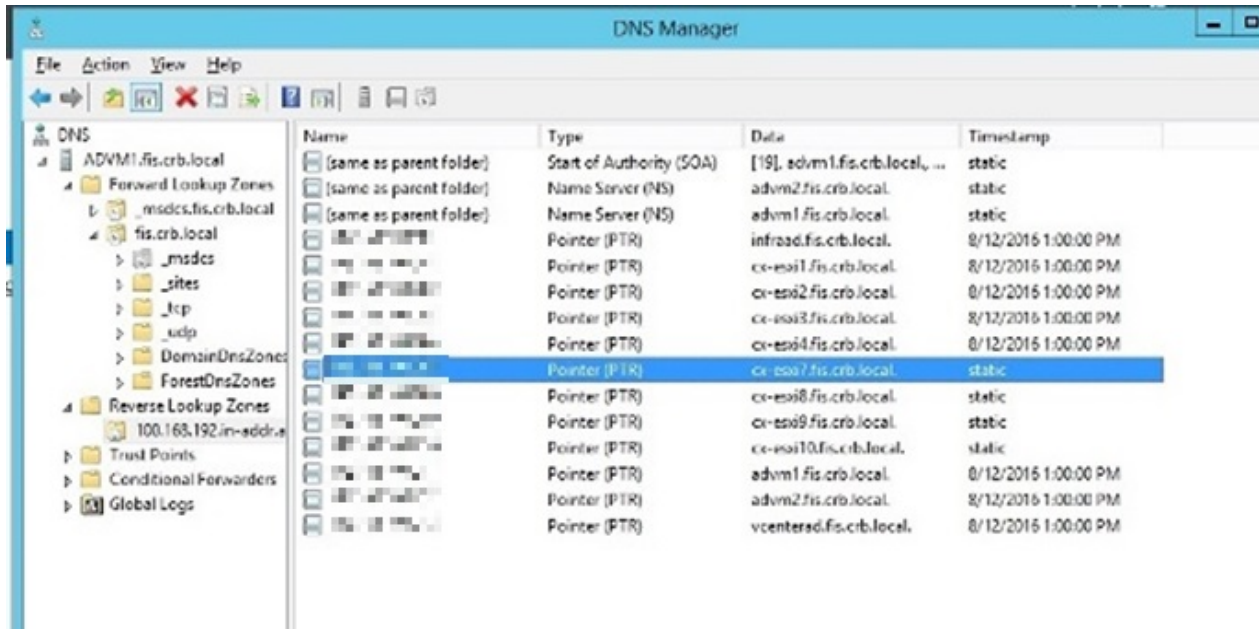 DNS Manager
File Action View Help
DNS
ADVM1.fis.crb.local
Forward Lookup Zones
_msdcs.fis.crb.local
fis.crb.local
_msdcs
_sites
_tcp
_udp
DomainDnsZones
ForestDnsZones
Reverse Lookup Zones
100.168.192.in-addr.a
Trust Points
Conditional Forwarders
Global Logs
Name Type Data Timestamp
(same as parent folder) Start of Authority (SOA) [19], advm1.fis.crb.local., ... static
(same as parent folder) Name Server (NS) advm2.fis.crb.local. static
(same as parent folder) Name Server (NS) advm1.fis.crb.local. static
Pointer (PTR) infraad.fis.crb.local. 8/12/2016 1:00:00 PM
Pointer (PTR) cx-esxi1.fis.crb.local. 8/12/2016 1:00:00 PM
Pointer (PTR) cx-esxi2.fis.crb.local. 8/12/2016 1:00:00 PM
Pointer (PTR) cx-esxi3.fis.crb.local. 8/12/2016 1:00:00 PM
Pointer (PTR) cx-esxi4.fis.crb.local. 8/12/2016 1:00:00 PM
Pointer (PTR) cx-esxi7.fis.crb.local. static
Pointer (PTR) cx-esxi8.fis.crb.local. static
Pointer (PTR) cx-esxi9.fis.crb.local. static
Pointer (PTR) cx-esxi10.fis.crb.local. static
Pointer (PTR) advm1.fis.crb.local. 8/12/2016 1:00:00 PM
Pointer (PTR) advm2.fis.crb.local. 8/12/2016 1:00:00 PM
Pointer (PTR) vcenterad.fis.crb.local. 8/12/2016 1:00:00 PM